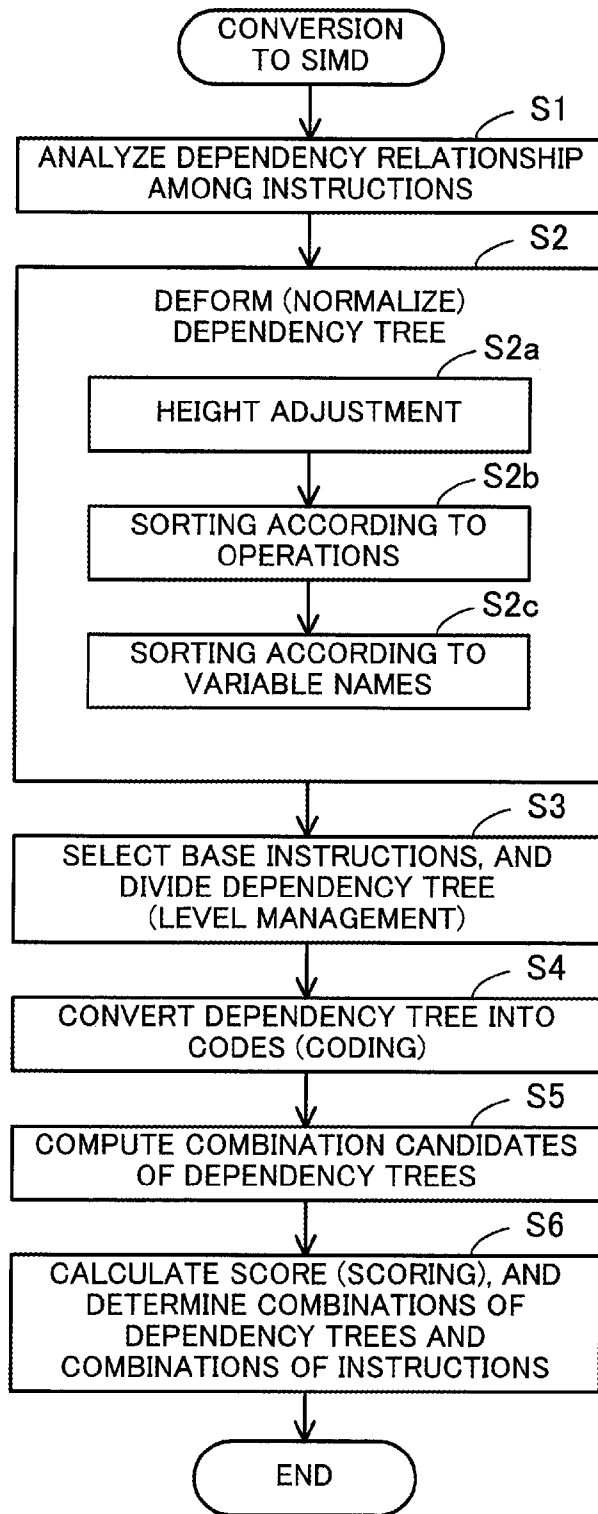 CONVERSION
TO SIMD
S1
ANALYZE DEPENDENCY RELATIONSHIP
AMONG INSTRUCTIONS
S2
DEFORM (NORMALIZE)
DEPENDENCY TREE
S2a
HEIGHT ADJUSTMENT
S2b
SORTING ACCORDING TO
OPERATIONS
S2c
SORTING ACCORDING TO
VARIABLE NAMES
S3
SELECT BASE INSTRUCTIONS, AND
DIVIDE DEPENDENCY TREE
(LEVEL MANAGEMENT)
S4
CONVERT DEPENDENCY TREE INTO
CODES (CODING)
S5
COMPUTE COMBINATION CANDIDATES
OF DEPENDENCY TREES
S6
CALCULATE SCORE (SCORING), AND
DETERMINE COMBINATIONS OF
DEPENDENCY TREES AND
COMBINATIONS OF INSTRUCTIONS
END